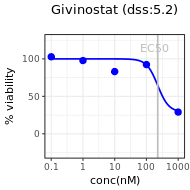 Givinostat (dss:5.2)
EC50
% viability
100
50
0
0.1 1 10 100 1000
conc(nM)